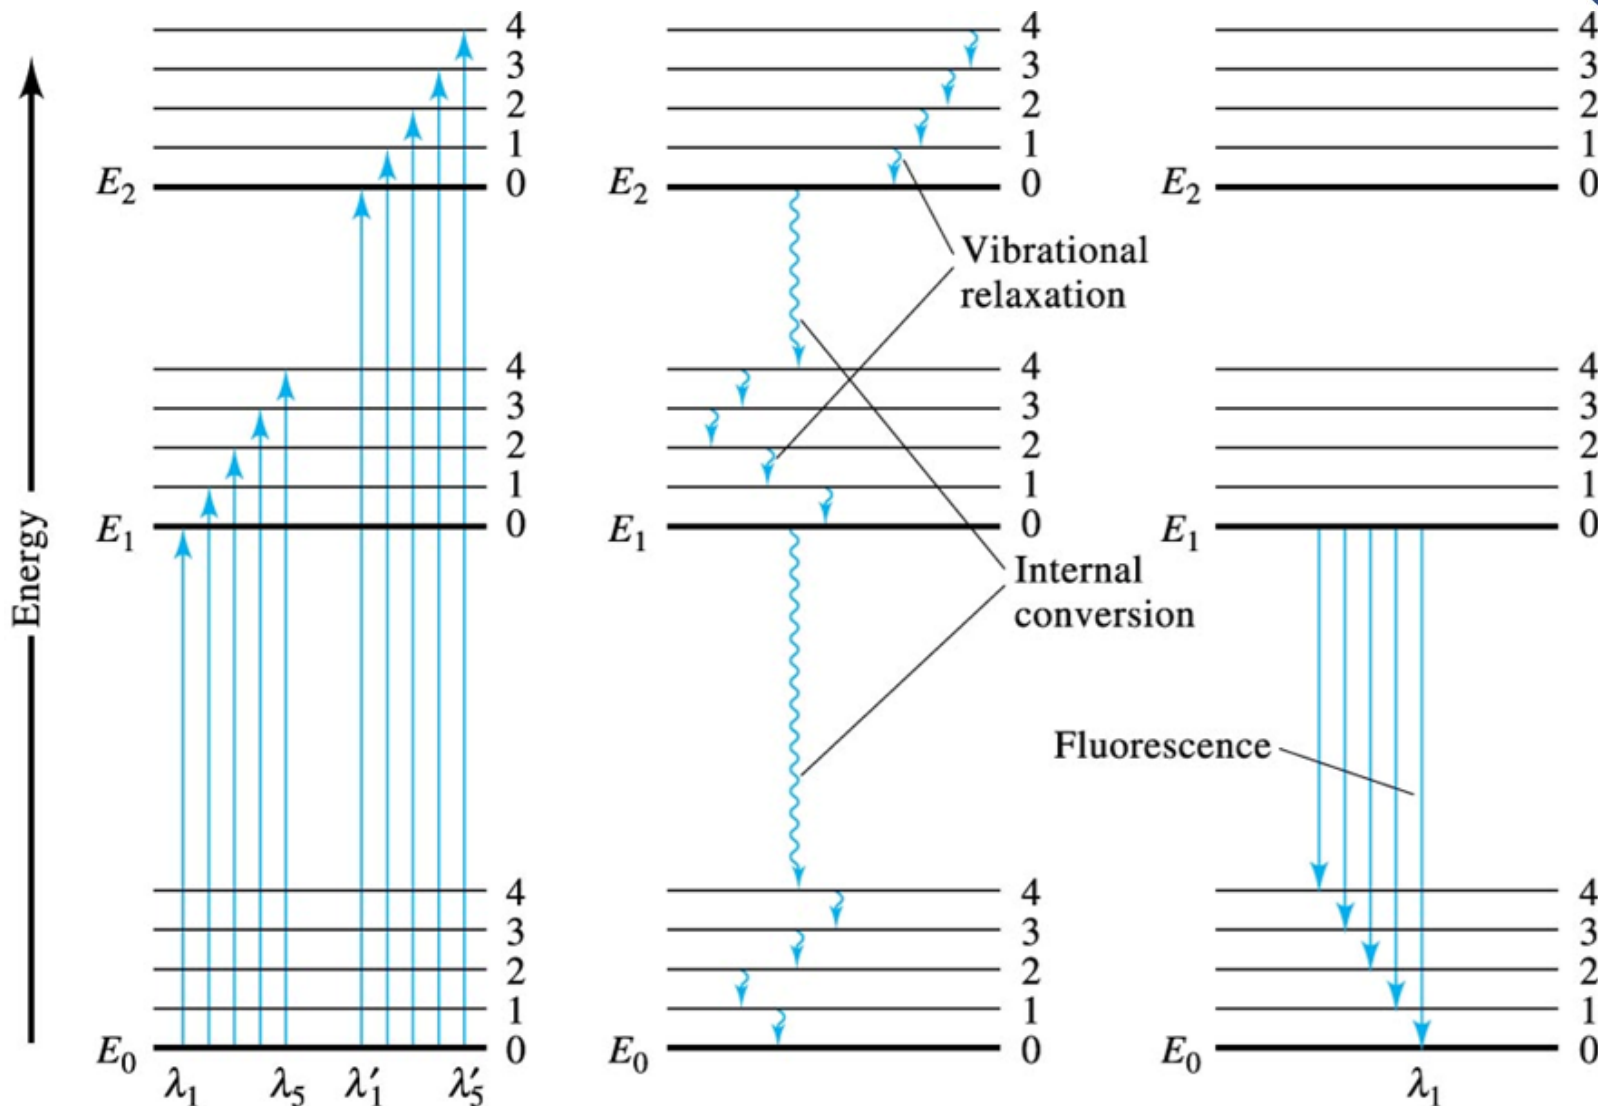 Energy
4
3
2
1
E₂ 0
4
3
2
1
E₁ 0
4
3
2
1
E₀ 0
λ₁ λ₅ λ′₁ λ′₅
4
3
2
1
E₂ 0
Vibrational
relaxation
4
3
2
1
E₁ 0
Internal
conversion
4
3
2
1
E₀ 0
4
3
2
1
E₂ 0
4
3
2
1
E₁ 0
Fluorescence
4
3
2
1
E₀ 0
λ₁